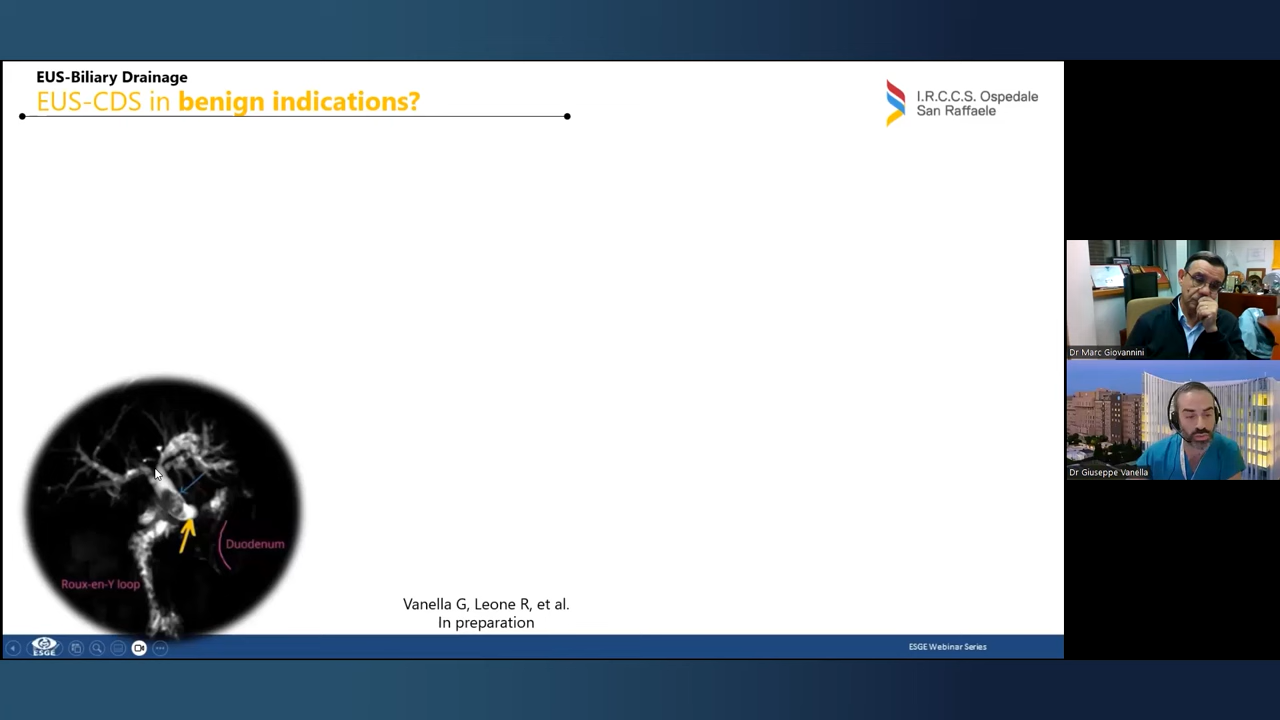 EUS-Biliary Drainage
EUS-CDS in benign indications?
I.R.C.C.S. Ospedale
San Raffaele
Dr Marc Giovannini
Dr Giuseppe Vanella
Duodenum
Roux-en-Y loop
Vanella G, Leone R, et al.
In preparation
ESGE
ESGE Webinar Series